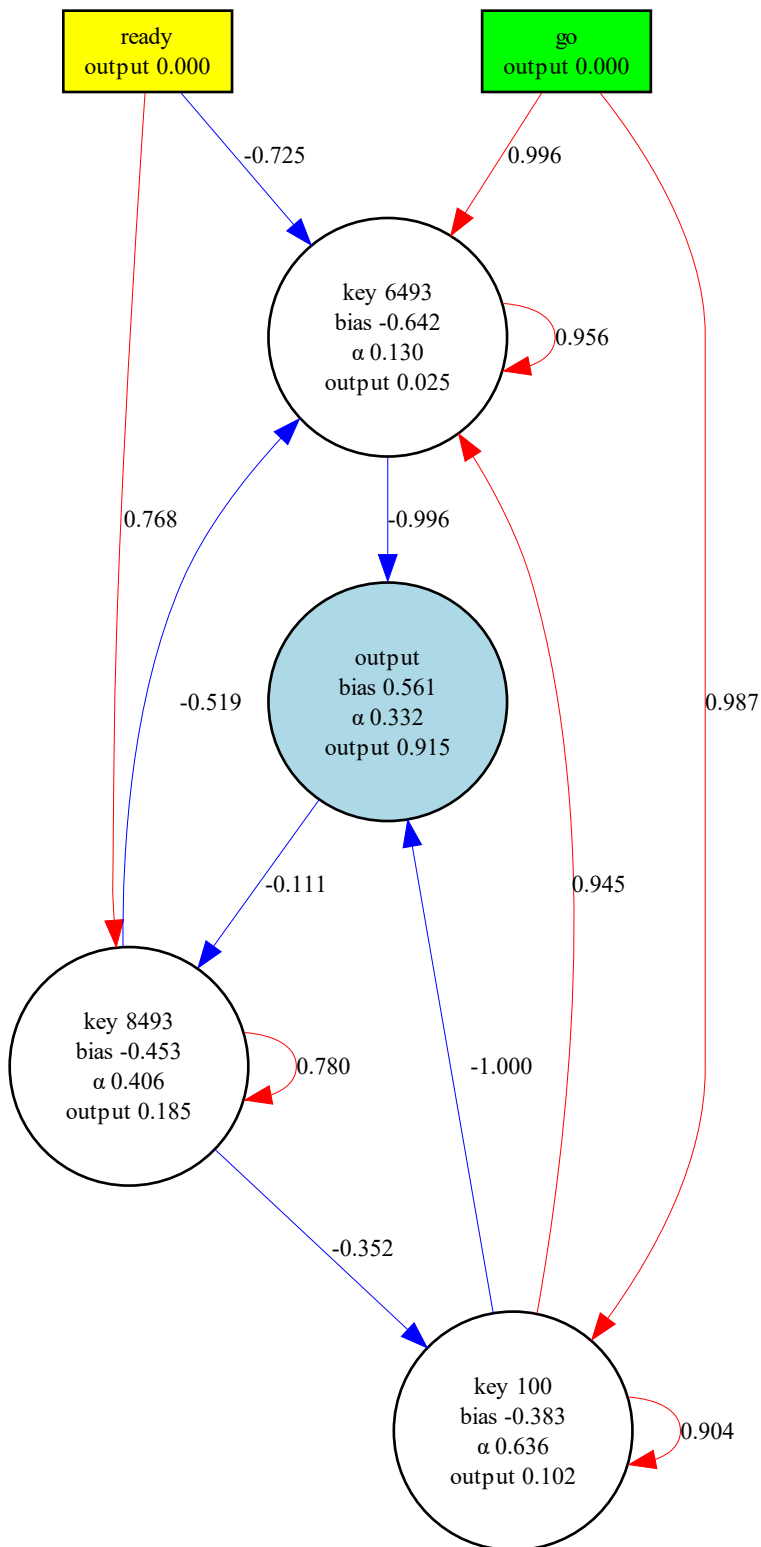 ready
output 0.000
go
output 0.000
-0.725
0.996
key 6493
bias -0.642
α 0.130
output 0.025
0.956
0.768
-0.996
-0.519
output
bias 0.561
α 0.332
output 0.915
0.987
-0.111
0.945
key 8493
bias -0.453
α 0.406
output 0.185
0.780
-1.000
-0.352
key 100
bias -0.383
α 0.636
output 0.102
0.904